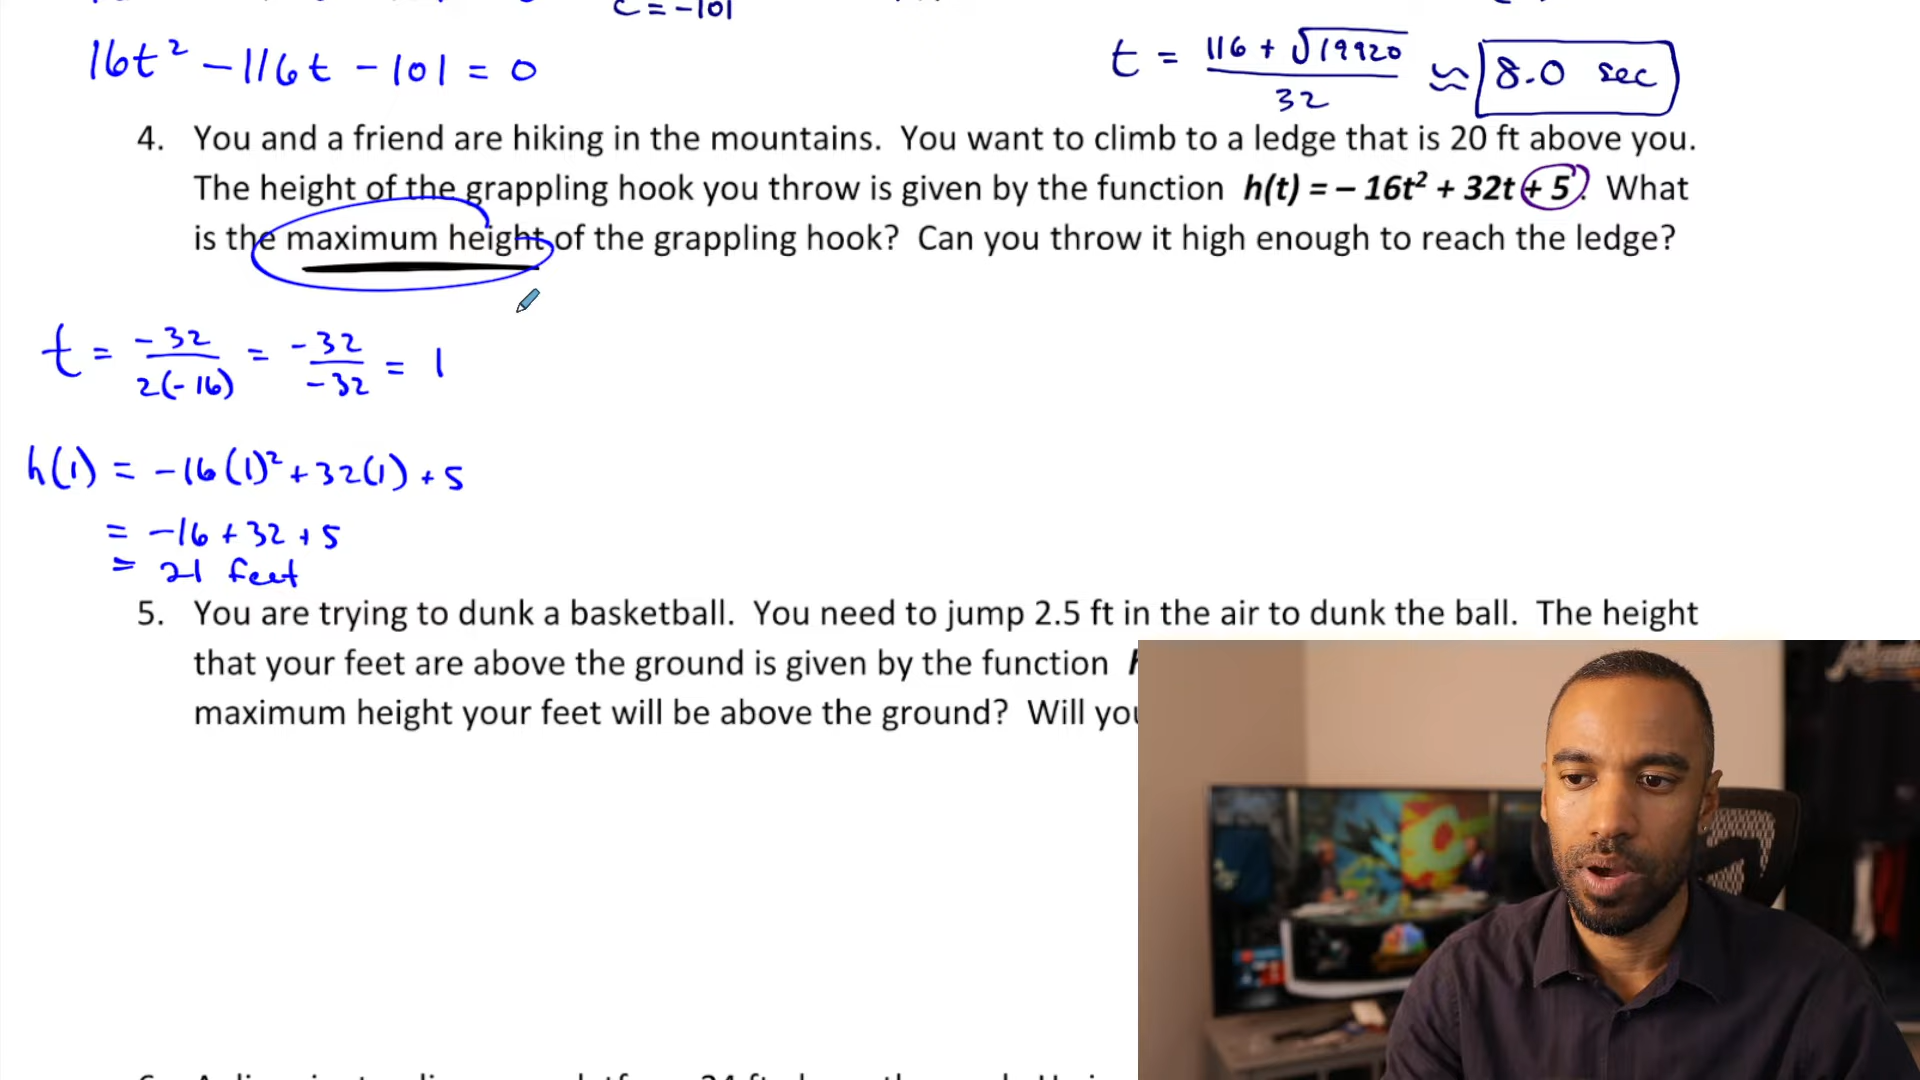 c = -101
16t² - 116t - 101 = 0
t = 116 + √19920 / 32 ≈ 8.0 sec
4. You and a friend are hiking in the mountains. You want to climb to a ledge that is 20 ft above you.
The height of the grappling hook you throw is given by the function h(t) = – 16t² + 32t + 5. What
is the maximum height of the grappling hook? Can you throw it high enough to reach the ledge?
t = -32 / 2(-16) = -32 / -32 = 1
h(1) = -16(1)² + 32(1) + 5
= -16 + 32 + 5
= 21 feet
5. You are trying to dunk a basketball. You need to jump 2.5 ft in the air to dunk the ball. The height
that your feet are above the ground is given by the function
maximum height your feet will be above the ground? Will you